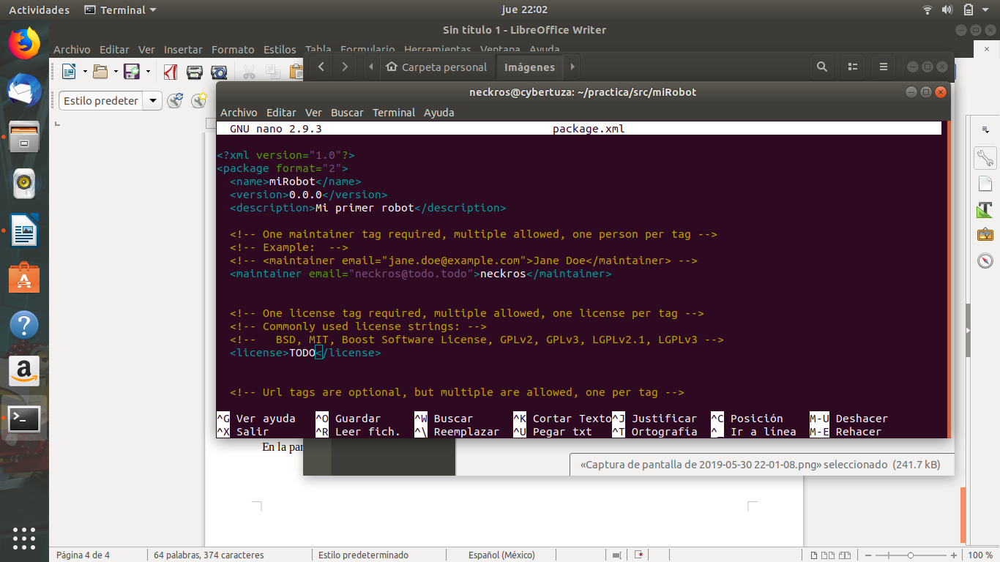 Actividades
Terminal
jue 22:02
Sin título 1 - LibreOffice Writer
Archivo Editar Ver Insertar Formato Estilos Tabla Formulario Herramientas Ventana Ayuda
Carpeta personal
Imágenes
Estilo predeter
neckros@cybertuza: ~/practica/src/miRobot
Archivo Editar Ver Buscar Terminal Ayuda
GNU nano 2.9.3 package.xml
<?xml version="1.0"?>
<package format="2">
<name>miRobot</name>
<version>0.0.0</version>
<description>Mi primer robot</description>
<!-- One maintainer tag required, multiple allowed, one person per tag -->
<!-- Example:  -->
<!-- <maintainer email="jane.doe@example.com">Jane Doe</maintainer> -->
<maintainer email="neckros@todo.todo">neckros</maintainer>
<!-- One license tag required, multiple allowed, one license per tag -->
<!-- Commonly used license strings: -->
<!--   BSD, MIT, Boost Software License, GPLv2, GPLv3, LGPLv2.1, LGPLv3 -->
<license>TODO</license>
<!-- Url tags are optional, but multiple are allowed, one per tag -->
^G Ver ayuda ^O Guardar ^W Buscar ^K Cortar Texto ^J Justificar ^C Posición M-U Deshacer
^X Salir ^R Leer fich. ^\ Reemplazar ^U Pegar txt ^T Ortografía ^_ Ir a línea M-E Rehacer
En la par
«Captura de pantalla de 2019-05-30 22-01-08.png» seleccionado (241.7 kB)
Página 4 de 4
64 palabras, 374 caracteres
Estilo predeterminado
Español (México)
100 %